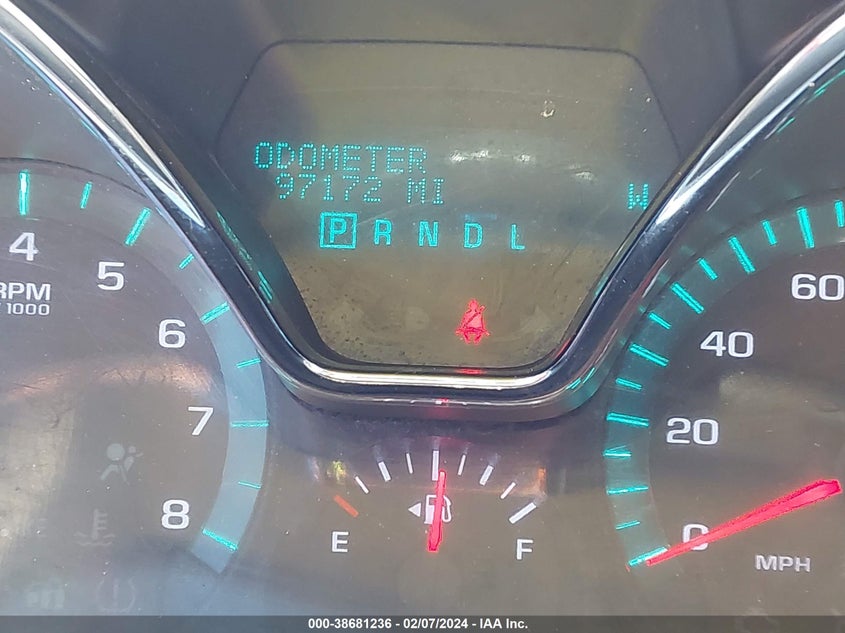 ODOMETER
97172 MI
W
P R N D L
4
5
6
7
8
RPM
/ 1000
E
F
60
40
20
0
MPH
000-38681236 - 02/07/2024 - IAA Inc.